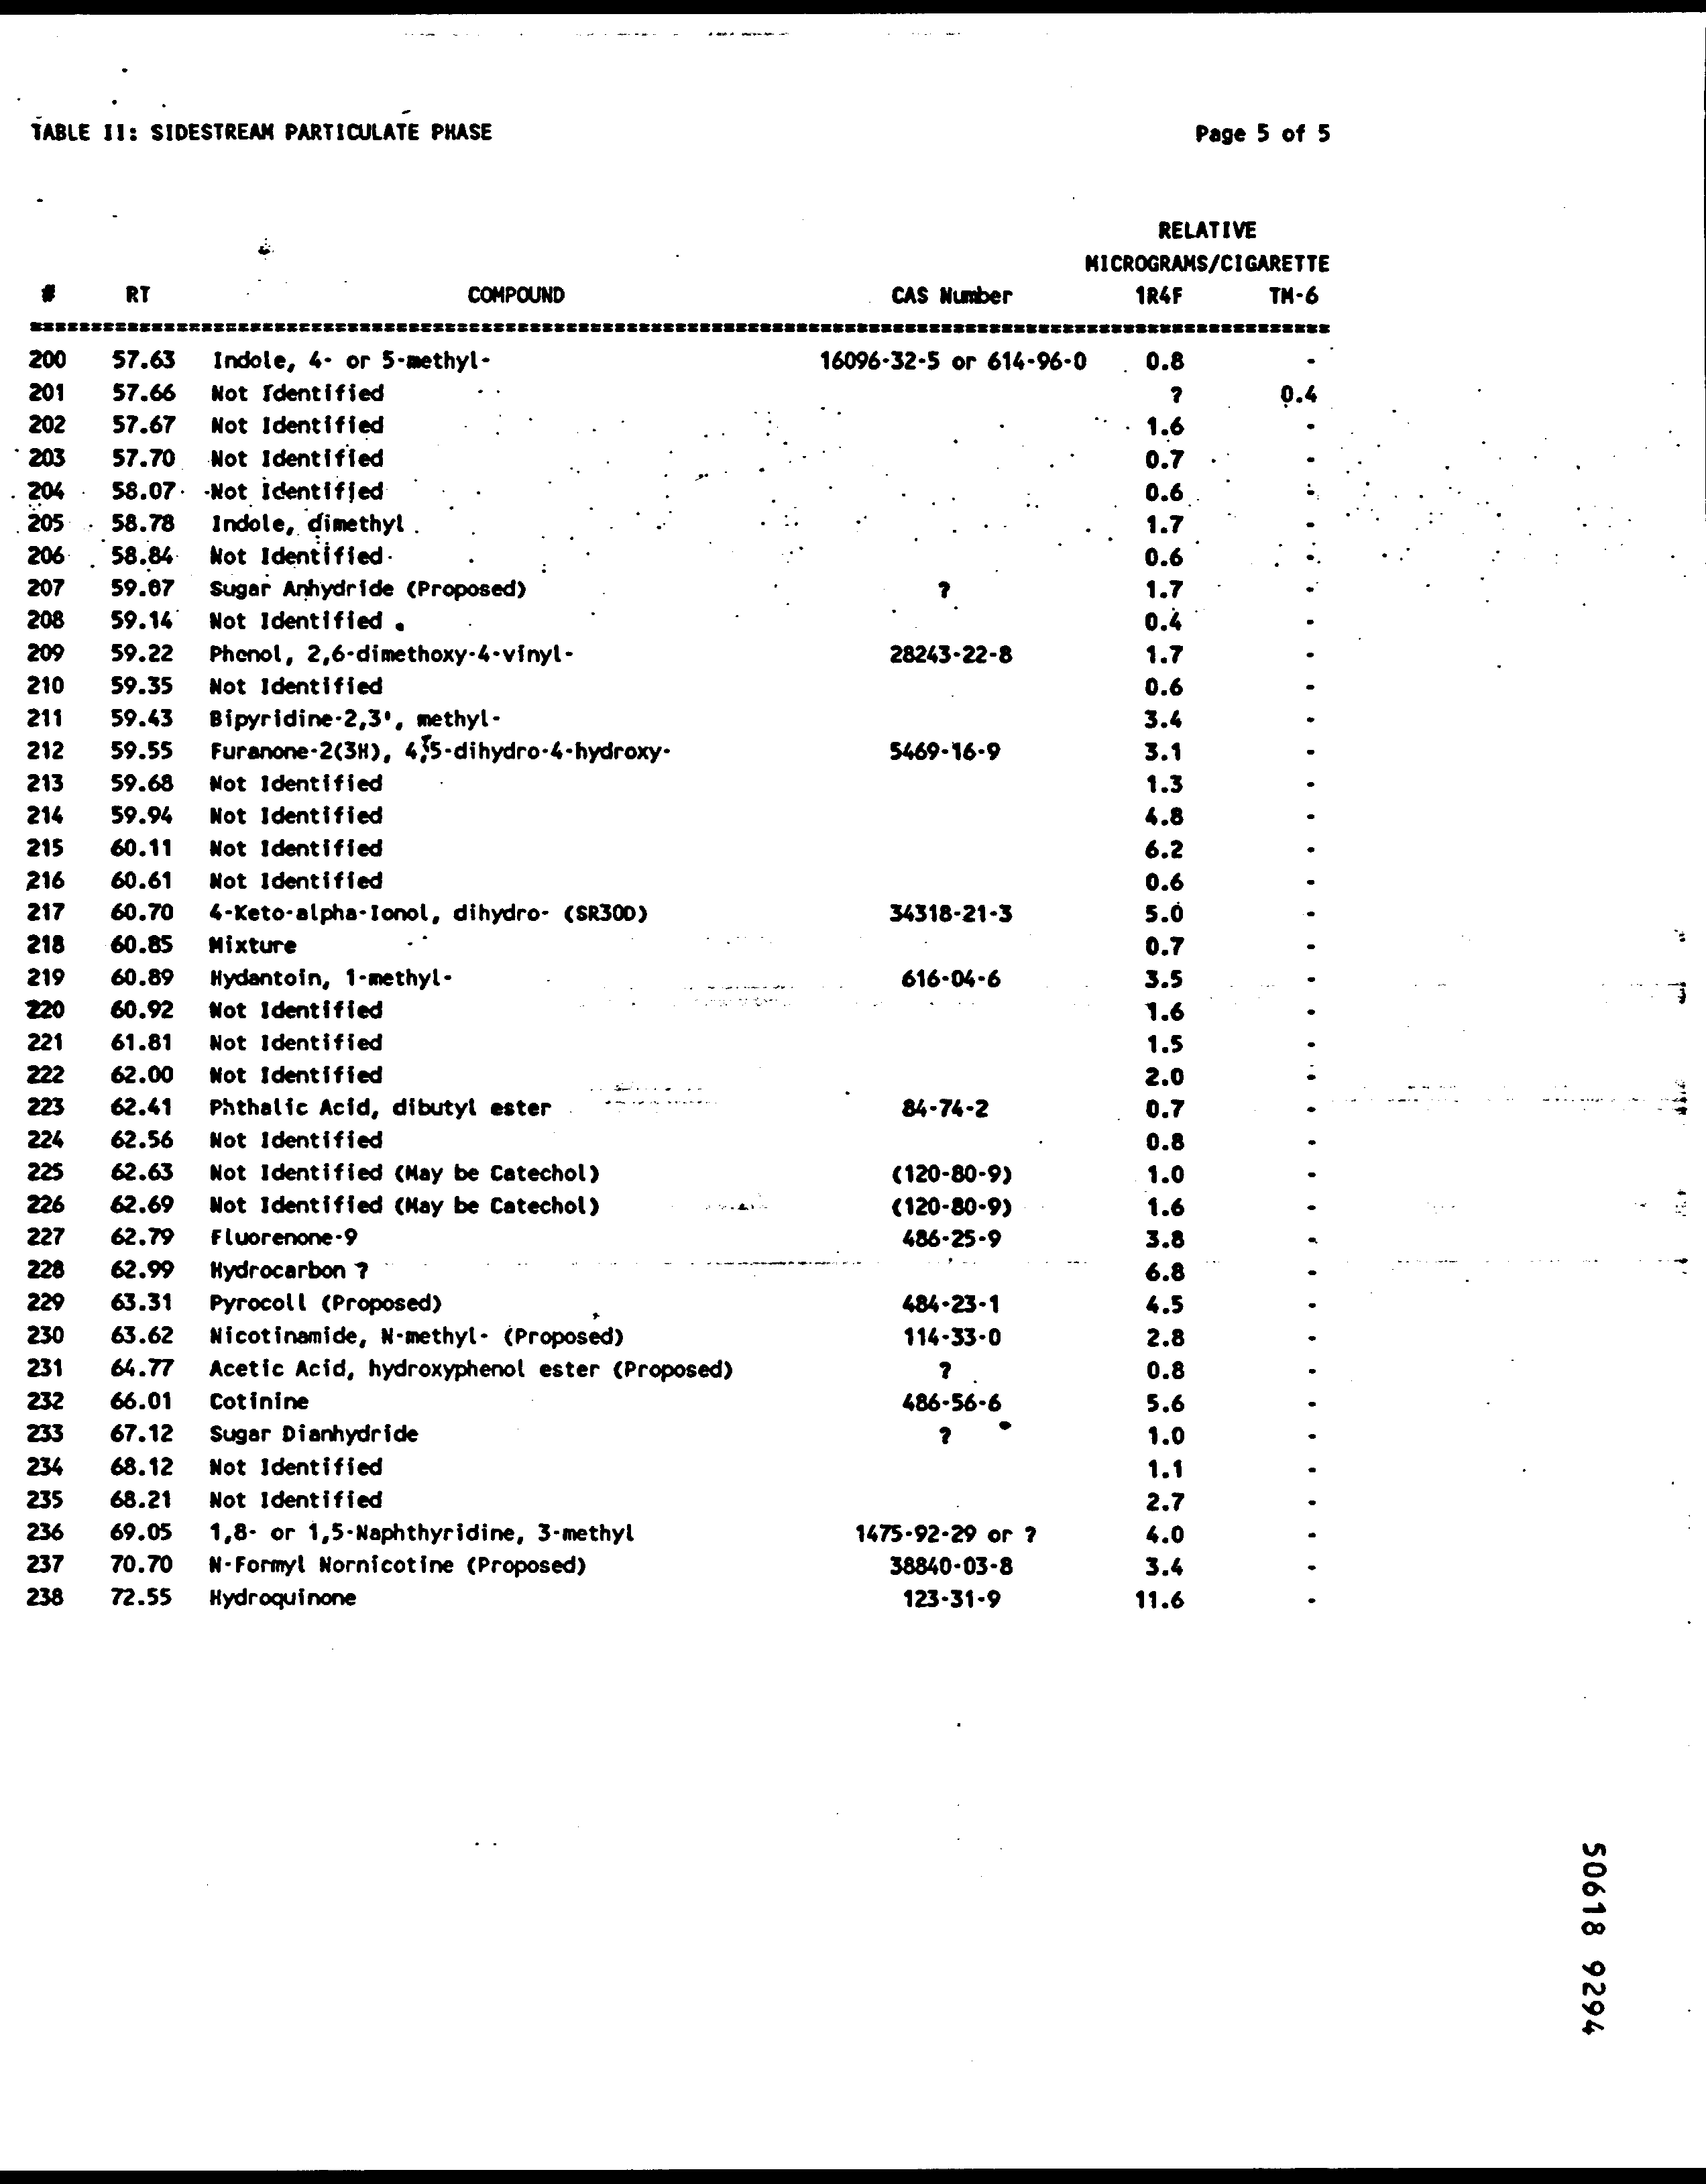 TABLE II: SIDESTREAM PARTICULATE PHASE Page 5 of 5
RELATIVE
MICROGRAMS/CIGARETTE
# RT COMPOUND CAS Number 1R4F TM-6
200 57.63 Indole, 4- or 5-methyl- 16096-32-5 or 614-96-0 0.8 -
201 57.66 Not Identified ? 0.4
202 57.67 Not Identified 1.6 -
203 57.70 Not Identified 0.7 -
204 58.07 Not Identified 0.6 -
205 58.78 Indole, dimethyl 1.7 -
206 58.84 Not Identified 0.6 -
207 59.07 Sugar Anhydride (Proposed) ? 1.7 -
208 59.14 Not Identified 0.4 -
209 59.22 Phenol, 2,6-dimethoxy-4-vinyl- 28243-22-8 1.7 -
210 59.35 Not Identified 0.6 -
211 59.43 Bipyridine-2,3', methyl- 3.4 -
212 59.55 Furanone-2(3H), 4,5-dihydro-4-hydroxy- 5469-16-9 3.1 -
213 59.68 Not Identified 1.3 -
214 59.94 Not Identified 4.8 -
215 60.11 Not Identified 6.2 -
216 60.61 Not Identified 0.6 -
217 60.70 4-Keto-alpha-Ionol, dihydro- (SR30D) 34318-21-3 5.0 -
218 60.85 Mixture 0.7 -
219 60.89 Hydantoin, 1-methyl- 616-04-6 3.5 -
220 60.92 Not Identified 1.6 -
221 61.81 Not Identified 1.5 -
222 62.00 Not Identified 2.0 -
223 62.41 Phthalic Acid, dibutyl ester 84-74-2 0.7 -
224 62.56 Not Identified 0.8 -
225 62.63 Not Identified (May be Catechol) (120-80-9) 1.0 -
226 62.69 Not Identified (May be Catechol) (120-80-9) 1.6 -
227 62.79 Fluorenone-9 486-25-9 3.8 -
228 62.99 Hydrocarbon ? 6.8 -
229 63.31 Pyrocoll (Proposed) 484-23-1 4.5 -
230 63.62 Nicotinamide, N-methyl- (Proposed) 114-33-0 2.8 -
231 64.77 Acetic Acid, hydroxyphenol ester (Proposed) ? 0.8 -
232 66.01 Cotinine 486-56-6 5.6 -
233 67.12 Sugar Dianhydride ? 1.0 -
234 68.12 Not Identified 1.1 -
235 68.21 Not Identified 2.7 -
236 69.05 1,8- or 1,5-Naphthyridine, 3-methyl 1475-92-29 or ? 4.0 -
237 70.70 N-Formyl Nornicotine (Proposed) 38840-03-8 3.4 -
238 72.55 Hydroquinone 123-31-9 11.6 -
50618 9294